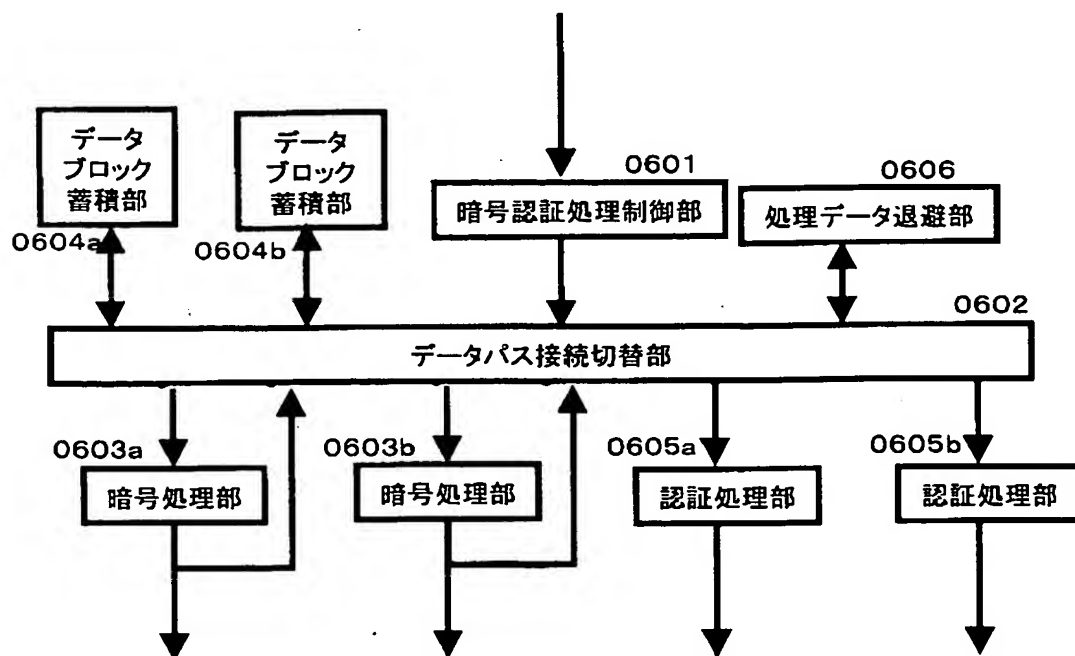 データ
ブロック
蓄積部
0604a
データ
ブロック
蓄積部
0604b
0601
暗号認証処理制御部
0606
処理データ退避部
0602
データパス接続切替部
0603a
暗号処理部
0603b
暗号処理部
0605a
認証処理部
0605b
認証処理部